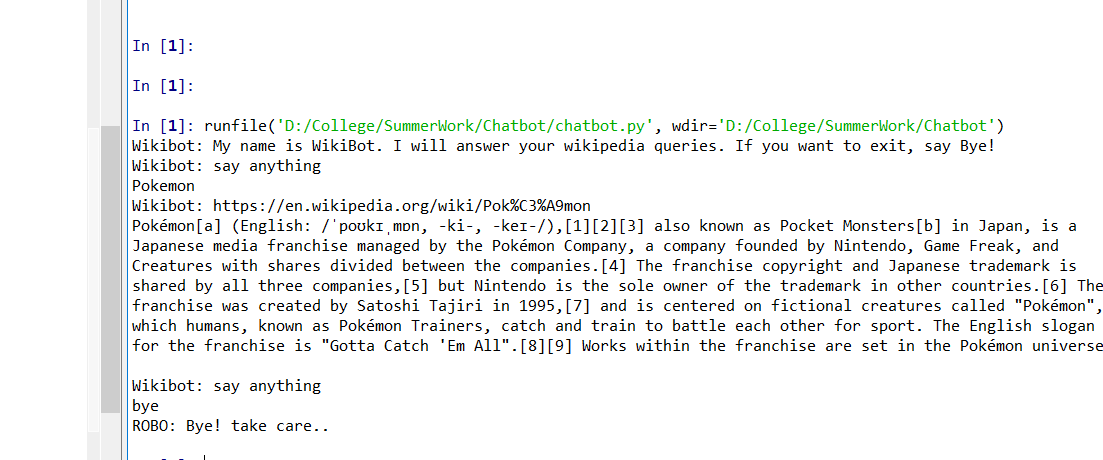 In [1]:
In [1]:
In [1]: runfile('D:/College/SummerWork/Chatbot/chatbot.py', wdir='D:/College/SummerWork/Chatbot')
Wikibot: My name is WikiBot. I will answer your wikipedia queries. If you want to exit, say Bye!
Wikibot: say anything
Pokemon
Wikibot: https://en.wikipedia.org/wiki/Pok%C3%A9mon
Pokémon[a] (English: /ˈpoʊkɪˌmɒn, -ki-, -keɪ-/),[1][2][3] also known as Pocket Monsters[b] in Japan, is a
Japanese media franchise managed by the Pokémon Company, a company founded by Nintendo, Game Freak, and
Creatures with shares divided between the companies.[4] The franchise copyright and Japanese trademark is
shared by all three companies,[5] but Nintendo is the sole owner of the trademark in other countries.[6] The
franchise was created by Satoshi Tajiri in 1995,[7] and is centered on fictional creatures called "Pokémon",
which humans, known as Pokémon Trainers, catch and train to battle each other for sport. The English slogan
for the franchise is "Gotta Catch 'Em All".[8][9] Works within the franchise are set in the Pokémon universe
Wikibot: say anything
bye
ROBO: Bye! take care..